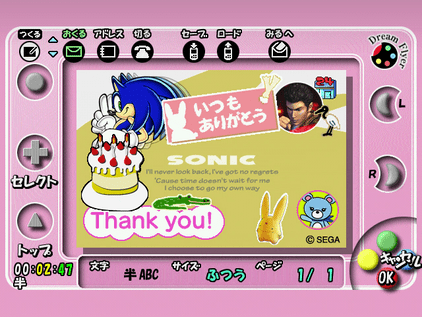 つくる おくる アドレス 切る セーブ ロード みるへ
Dream Flyer
L
R
セレクト
トップ
いつも
ありがとう
24
SONIC
I'll never look back, I've got no regrets
'Cause time doesn't wait for me
I choose to go my own way
Thank you!
© SEGA
キャンセル
OK
00:02:47
半
文字 サイズ ページ
半ABC ふつう 1/ 1